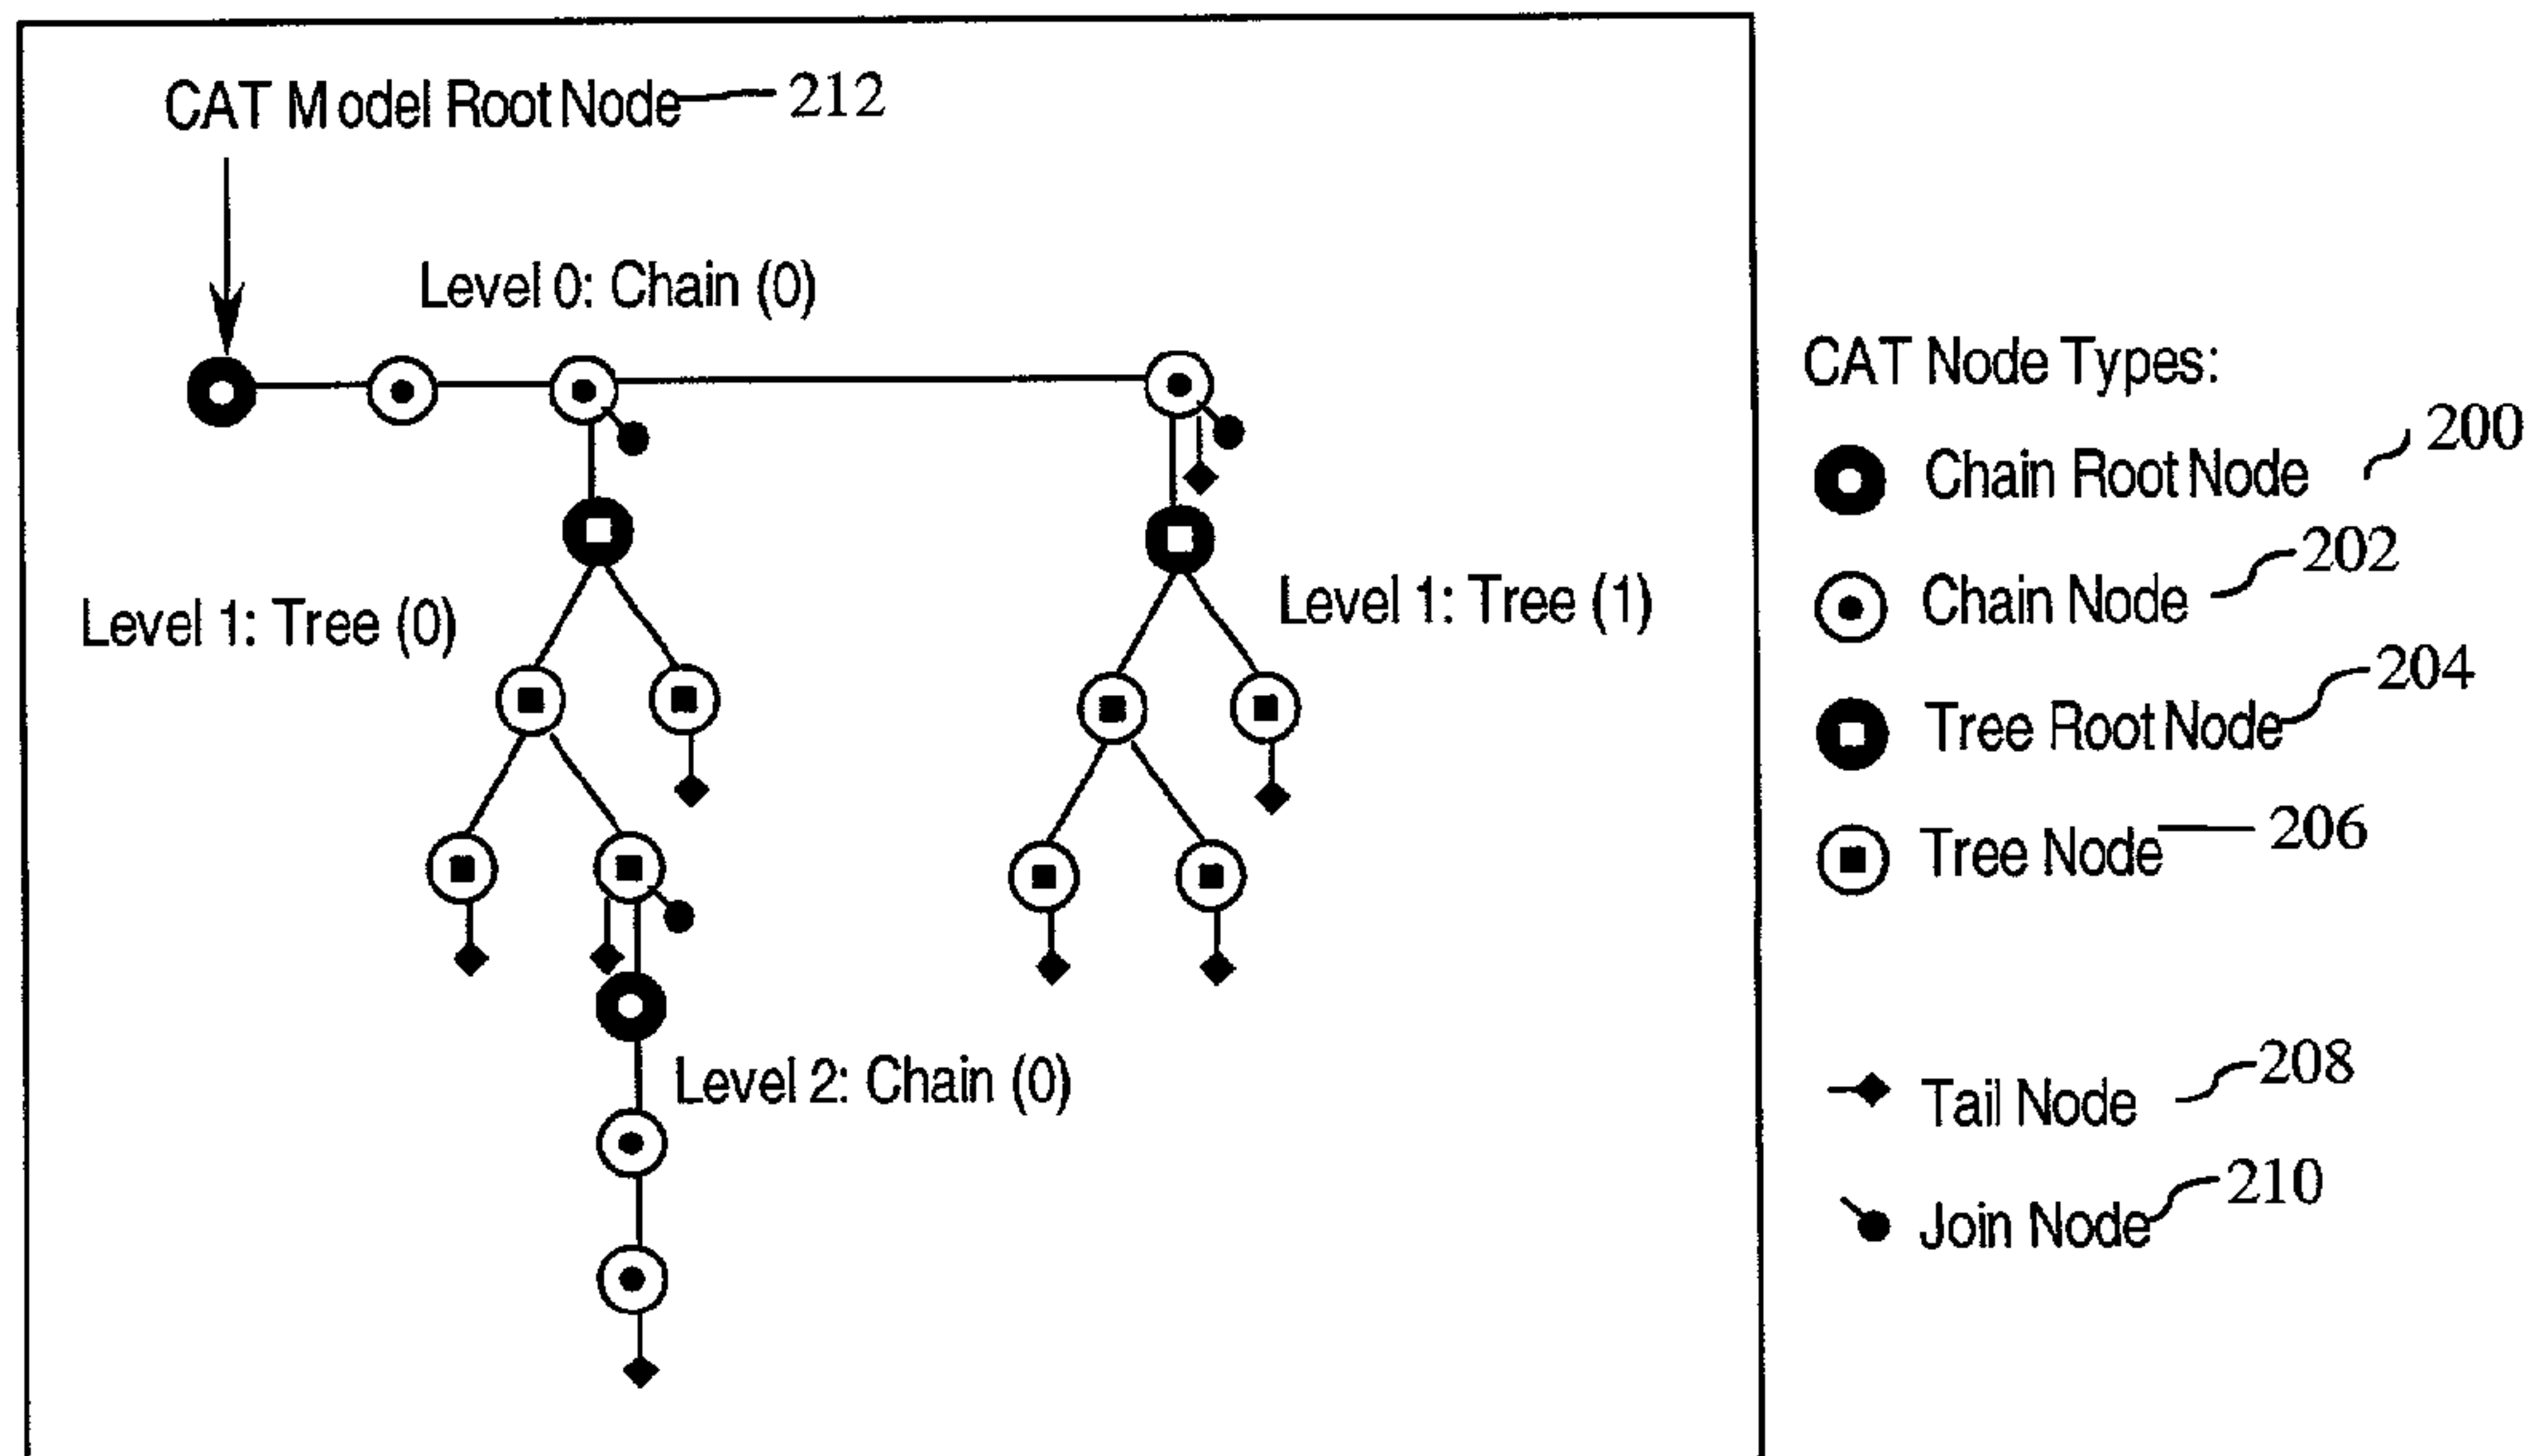 CAT Model Root Node 212
Level 0: Chain (0)
Level 1: Tree (0)
Level 1: Tree (1)
Level 2: Chain (0)
CAT Node Types:
Chain Root Node 200
Chain Node 202
Tree Root Node 204
Tree Node 206
Tail Node 208
Join Node 210